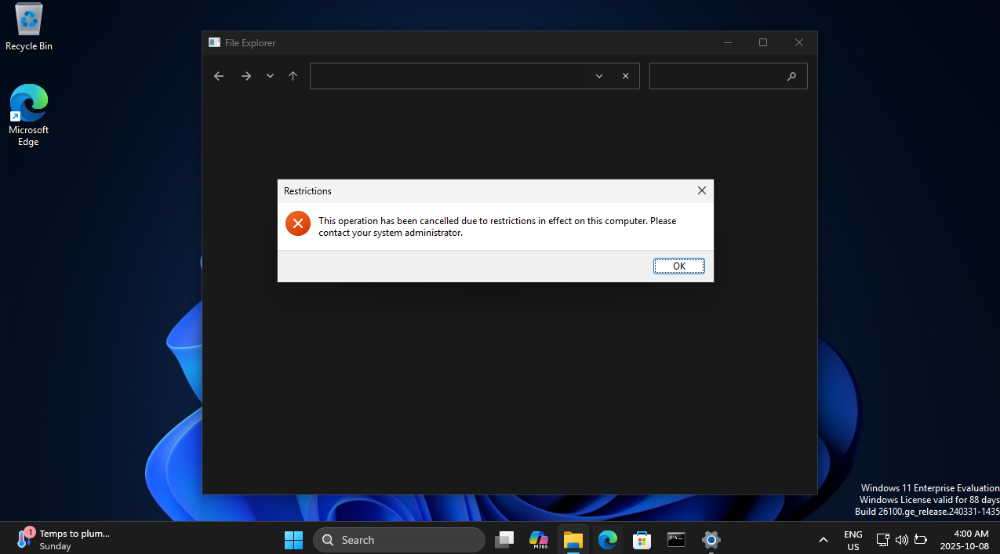 Recycle Bin
Microsoft
Edge
File Explorer
Restrictions
This operation has been cancelled due to restrictions in effect on this computer. Please
contact your system administrator.
OK
Windows 11 Enterprise Evaluation
Windows License valid for 88 days
Build 26100.ge_release.240331-1435
1
Temps to plum...
Sunday
Search
M365
ENG
US
4:00 AM
2025-10-08